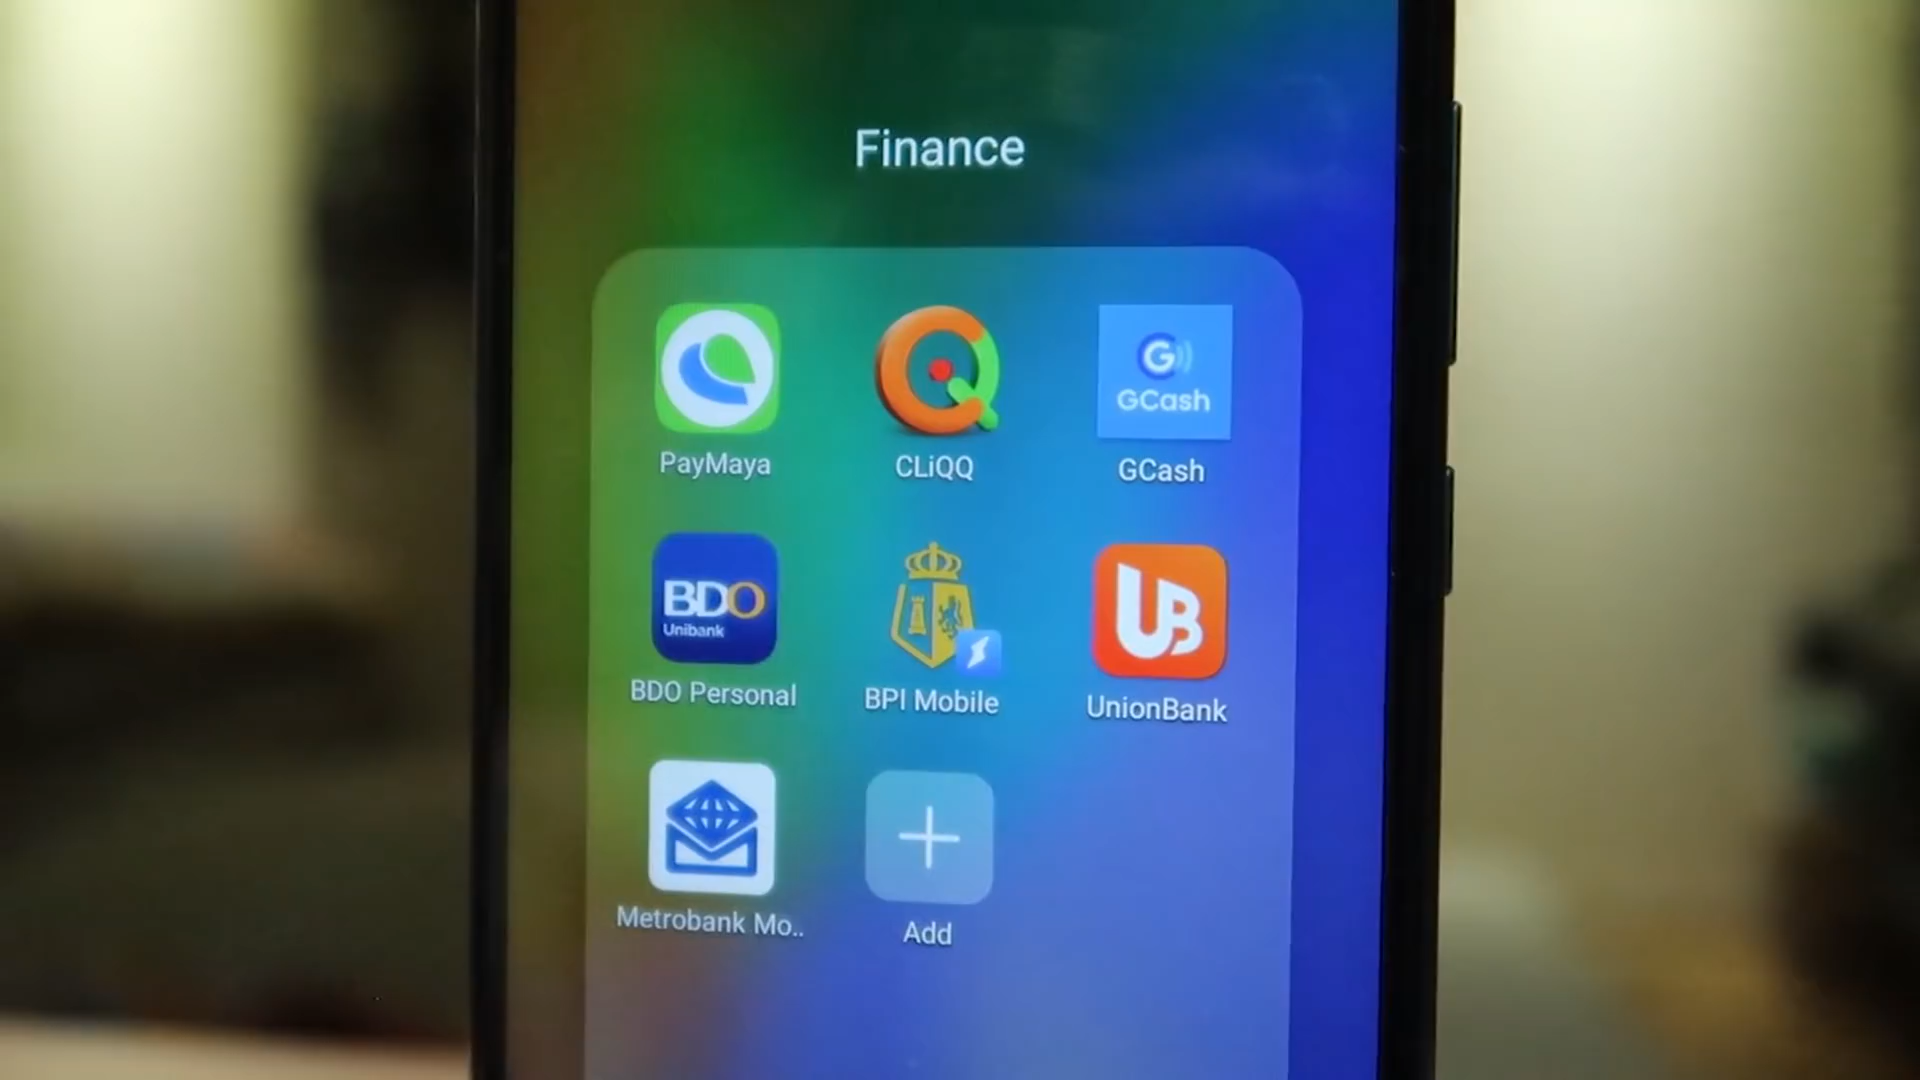 Finance
GCash
PayMaya
CLiQQ
GCash
BDO
Unibank
UB
BDO Personal
BPI Mobile
UnionBank
Metrobank Mo..
Add